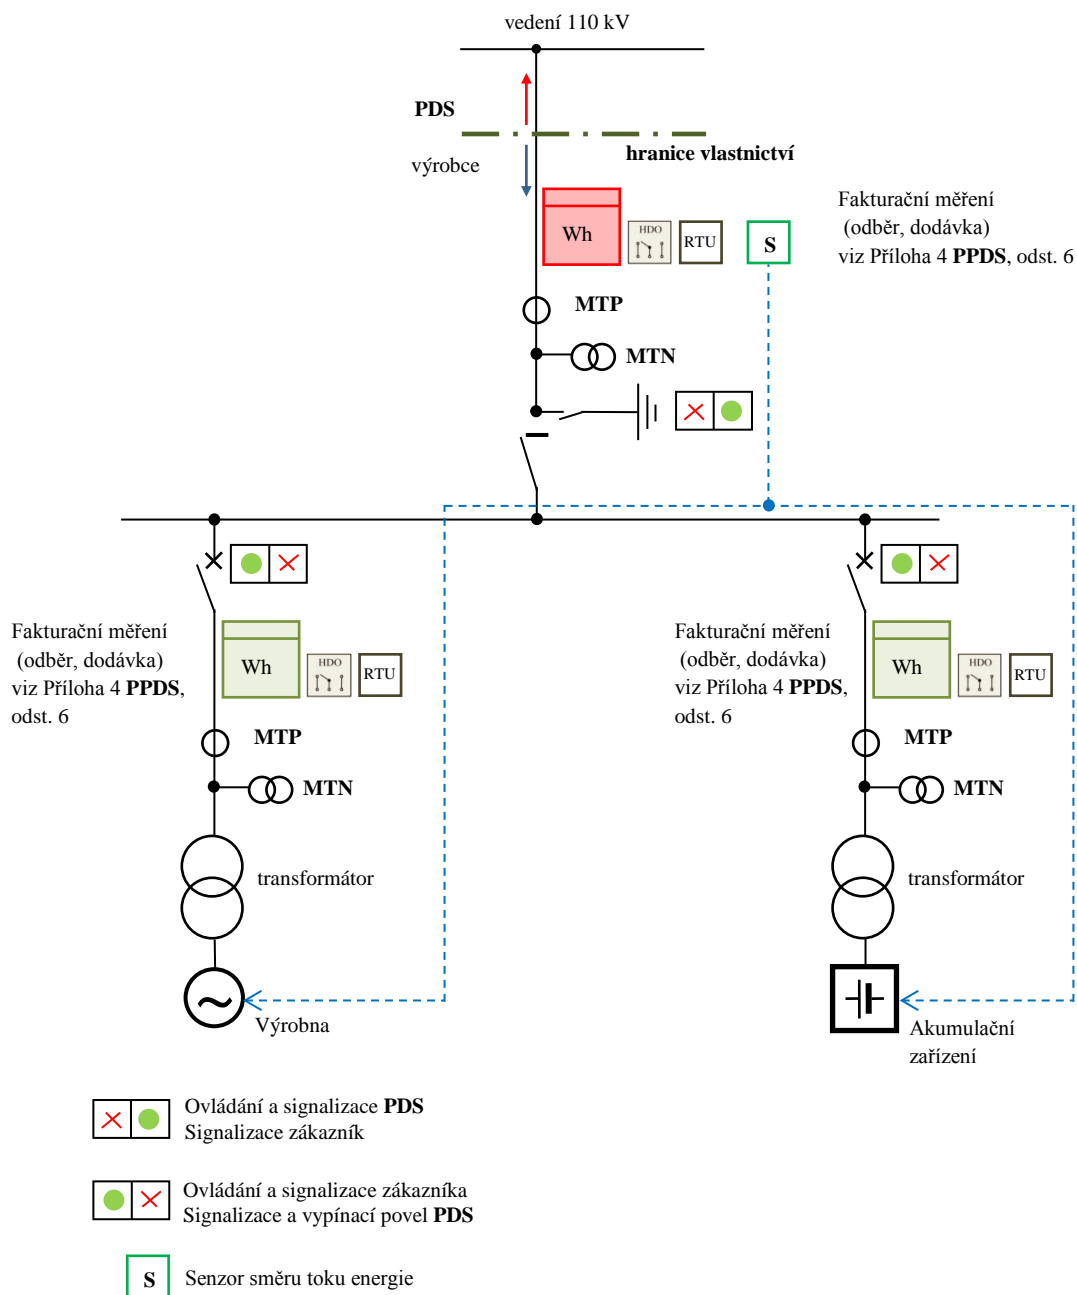 vedení 110 kV
PDS
hranice vlastnictví
výrobce
Fakturační měření
(odběr, dodávka)
viz Příloha 4 PPDS, odst. 6
Wh
HDO
RTU
S
MTP
MTN
Fakturační měření
(odběr, dodávka)
viz Příloha 4 PPDS,
odst. 6
Wh
HDO
RTU
MTP
MTN
transformátor
Výrobna
Fakturační měření
(odběr, dodávka)
viz Příloha 4 PPDS,
odst. 6
Wh
HDO
RTU
MTP
MTN
transformátor
Akumulační
zařízení
Ovládání a signalizace PDS
Signalizace zákazník
Ovládání a signalizace zákazníka
Signalizace a vypínací povel PDS
S
Senzor směru toku energie